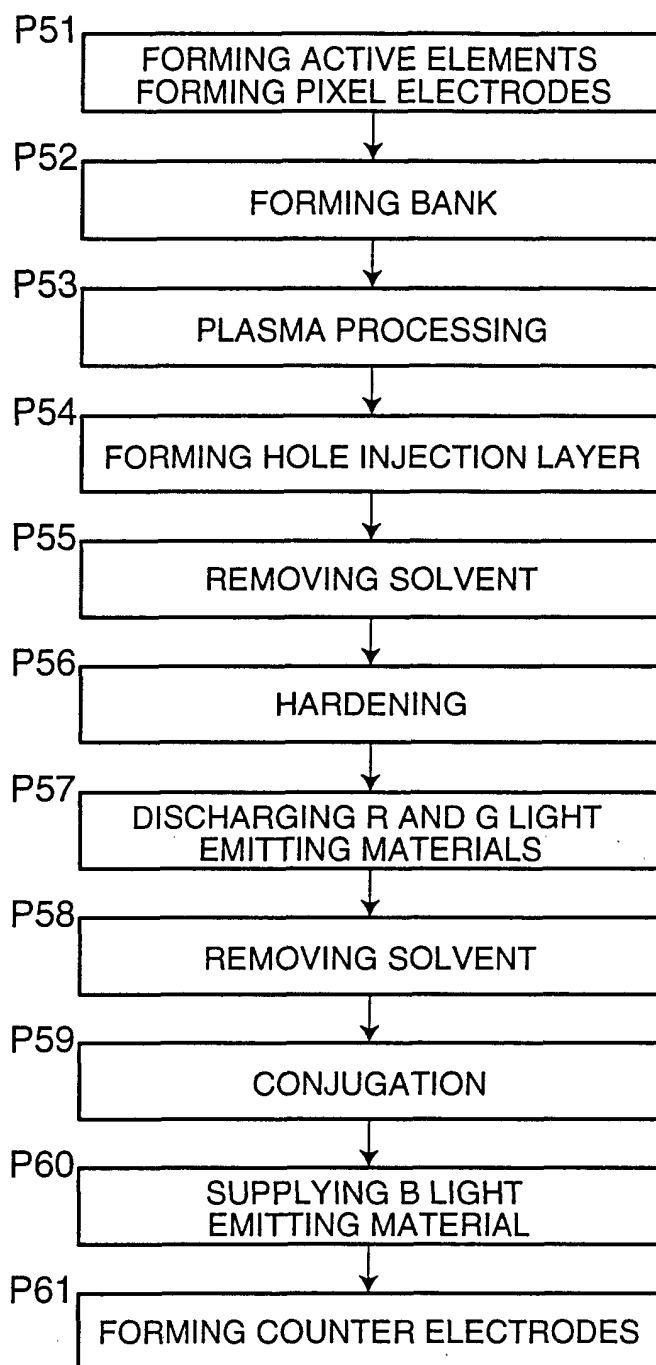 P51
FORMING ACTIVE ELEMENTS
FORMING PIXEL ELECTRODES
P52
FORMING BANK
P53
PLASMA PROCESSING
P54
FORMING HOLE INJECTION LAYER
P55
REMOVING SOLVENT
P56
HARDENING
P57
DISCHARGING R AND G LIGHT
EMITTING MATERIALS
P58
REMOVING SOLVENT
P59
CONJUGATION
P60
SUPPLYING B LIGHT
EMITTING MATERIAL
P61
FORMING COUNTER ELECTRODES